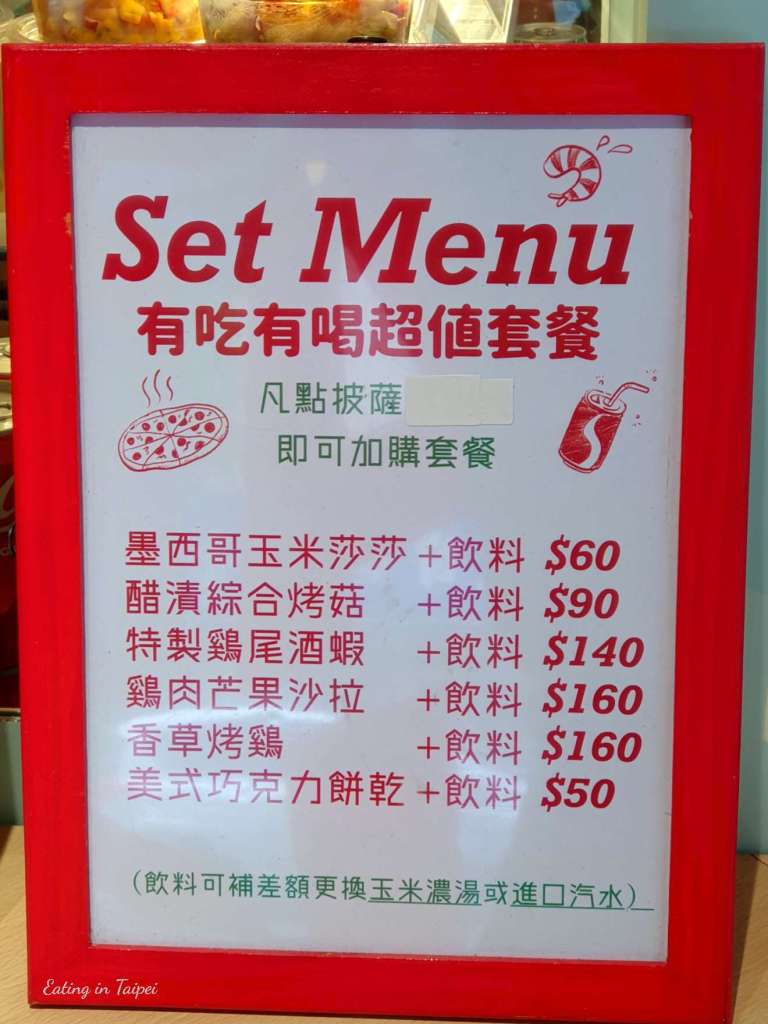 Set Menu
有吃有喝超值套餐
凡點披薩
即可加購套餐
墨西哥玉米莎莎 +飲料 $60
醋漬綜合烤菇 +飲料 $90
特製雞尾酒蝦 +飲料 $140
雞肉芒果沙拉 +飲料 $160
香草烤雞 +飲料 $160
美式巧克力餅乾 +飲料 $50
(飲料可補差額更換玉米濃湯或進口汽水)
Eating in Taipei